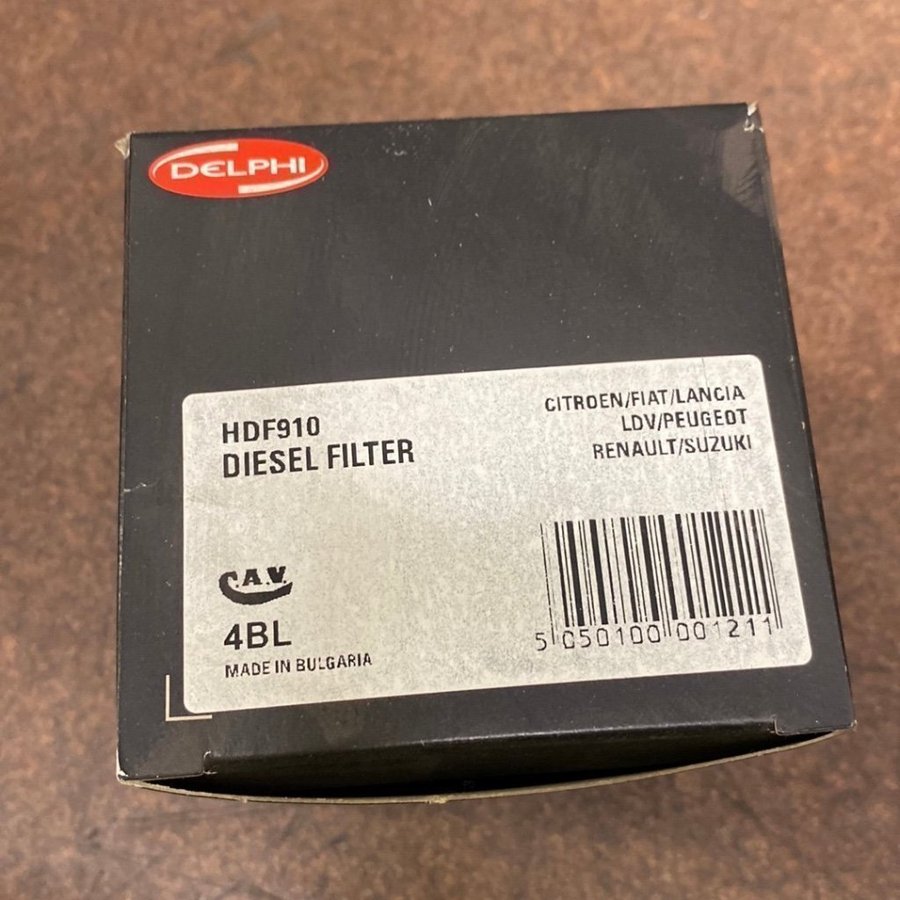 DELPHI
HDF910
DIESEL FILTER
CITROEN/FIAT/LANCIA
LDV/PEUGEOT
RENAULT/SUZUKI
C.A.V.
4BL
MADE IN BULGARIA
5 050100 001211